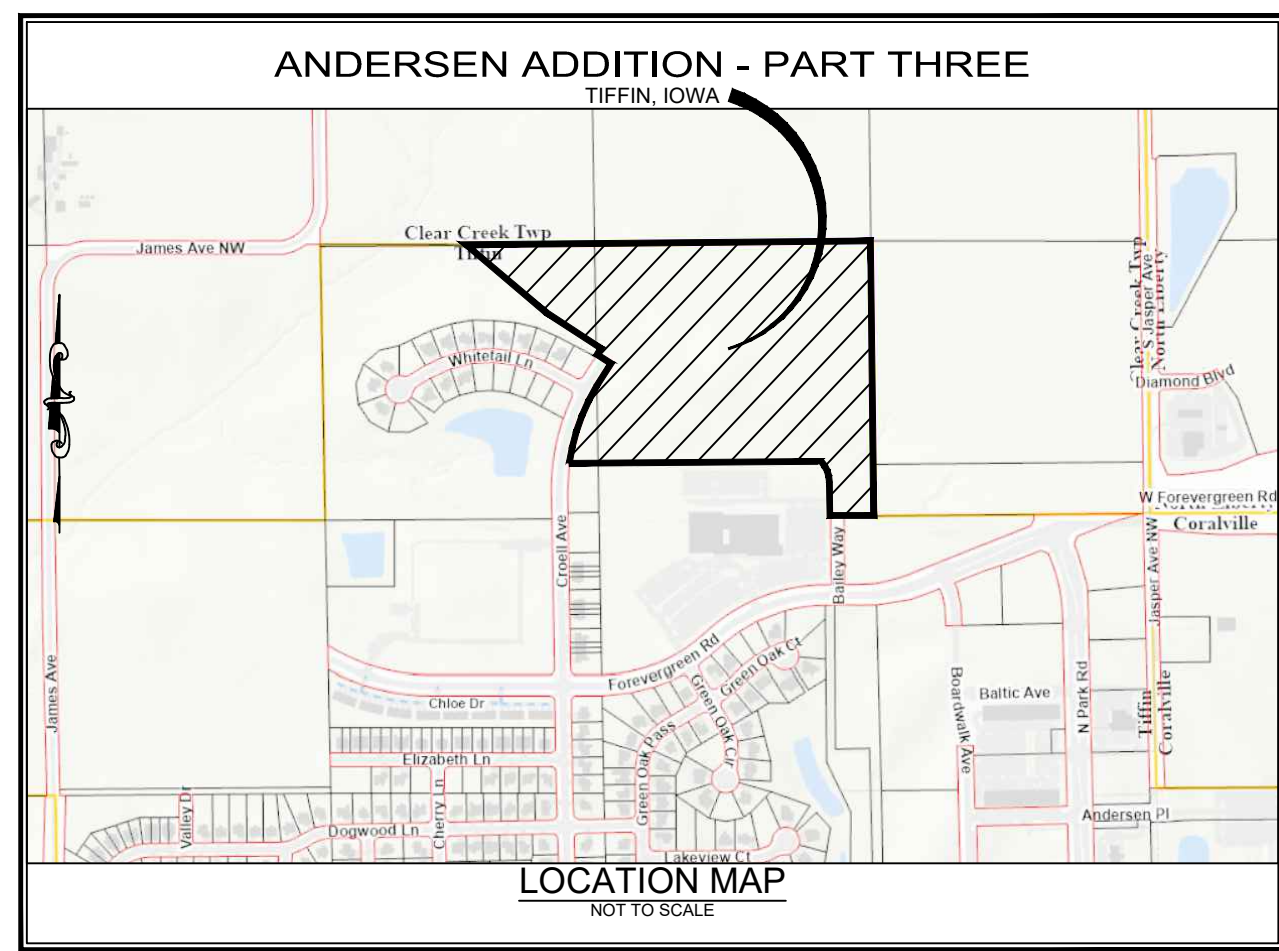 ANDERSEN ADDITION - PART THREE
TIFFIN, IOWA
Clear Creek Twp
Tiffin
James Ave NW
Clear Creek Twp
S Jasper Ave
North Liberty
Whitetail Ln
Diamond Blvd
W Forevergreen Rd
North Liberty
Coralville
Croell Ave
Bailey Way
Jasper Ave NW
James Ave
Forevergreen Rd
Green Oak Ct
Green Oak Cir
Chloe Dr
Boardwalk Ave
Baltic Ave
N Park Rd
Tiffin
Coralville
Green Oak Pass
Elizabeth Ln
Cherry Ln
Valley Dr
Dogwood Ln
Andersen Pl
Lakeview Ct
LOCATION MAP
NOT TO SCALE